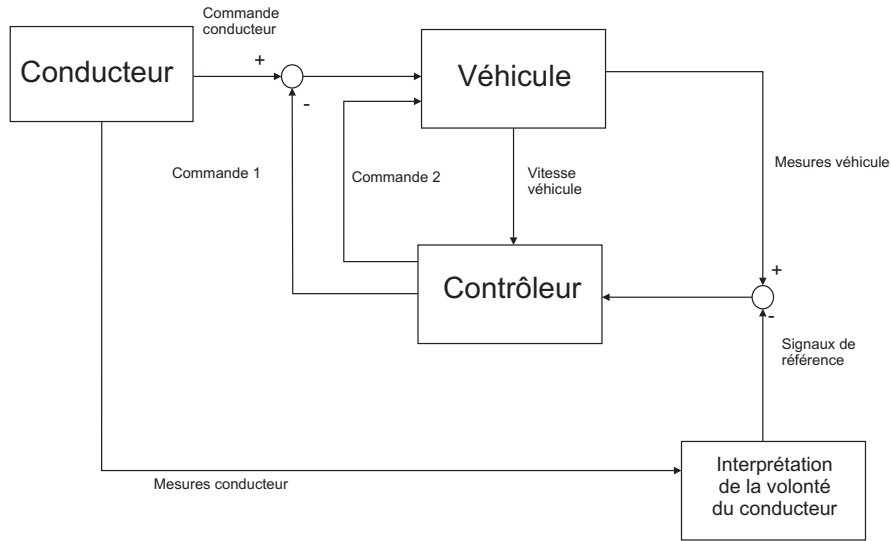 Commande
conducteur
Conducteur
+
-
Véhicule
Commande 1
Commande 2
Vitesse
véhicule
Mesures véhicule
Contrôleur
+
-
Signaux de
référence
Mesures conducteur
Interprétation
de la volonté
du conducteur